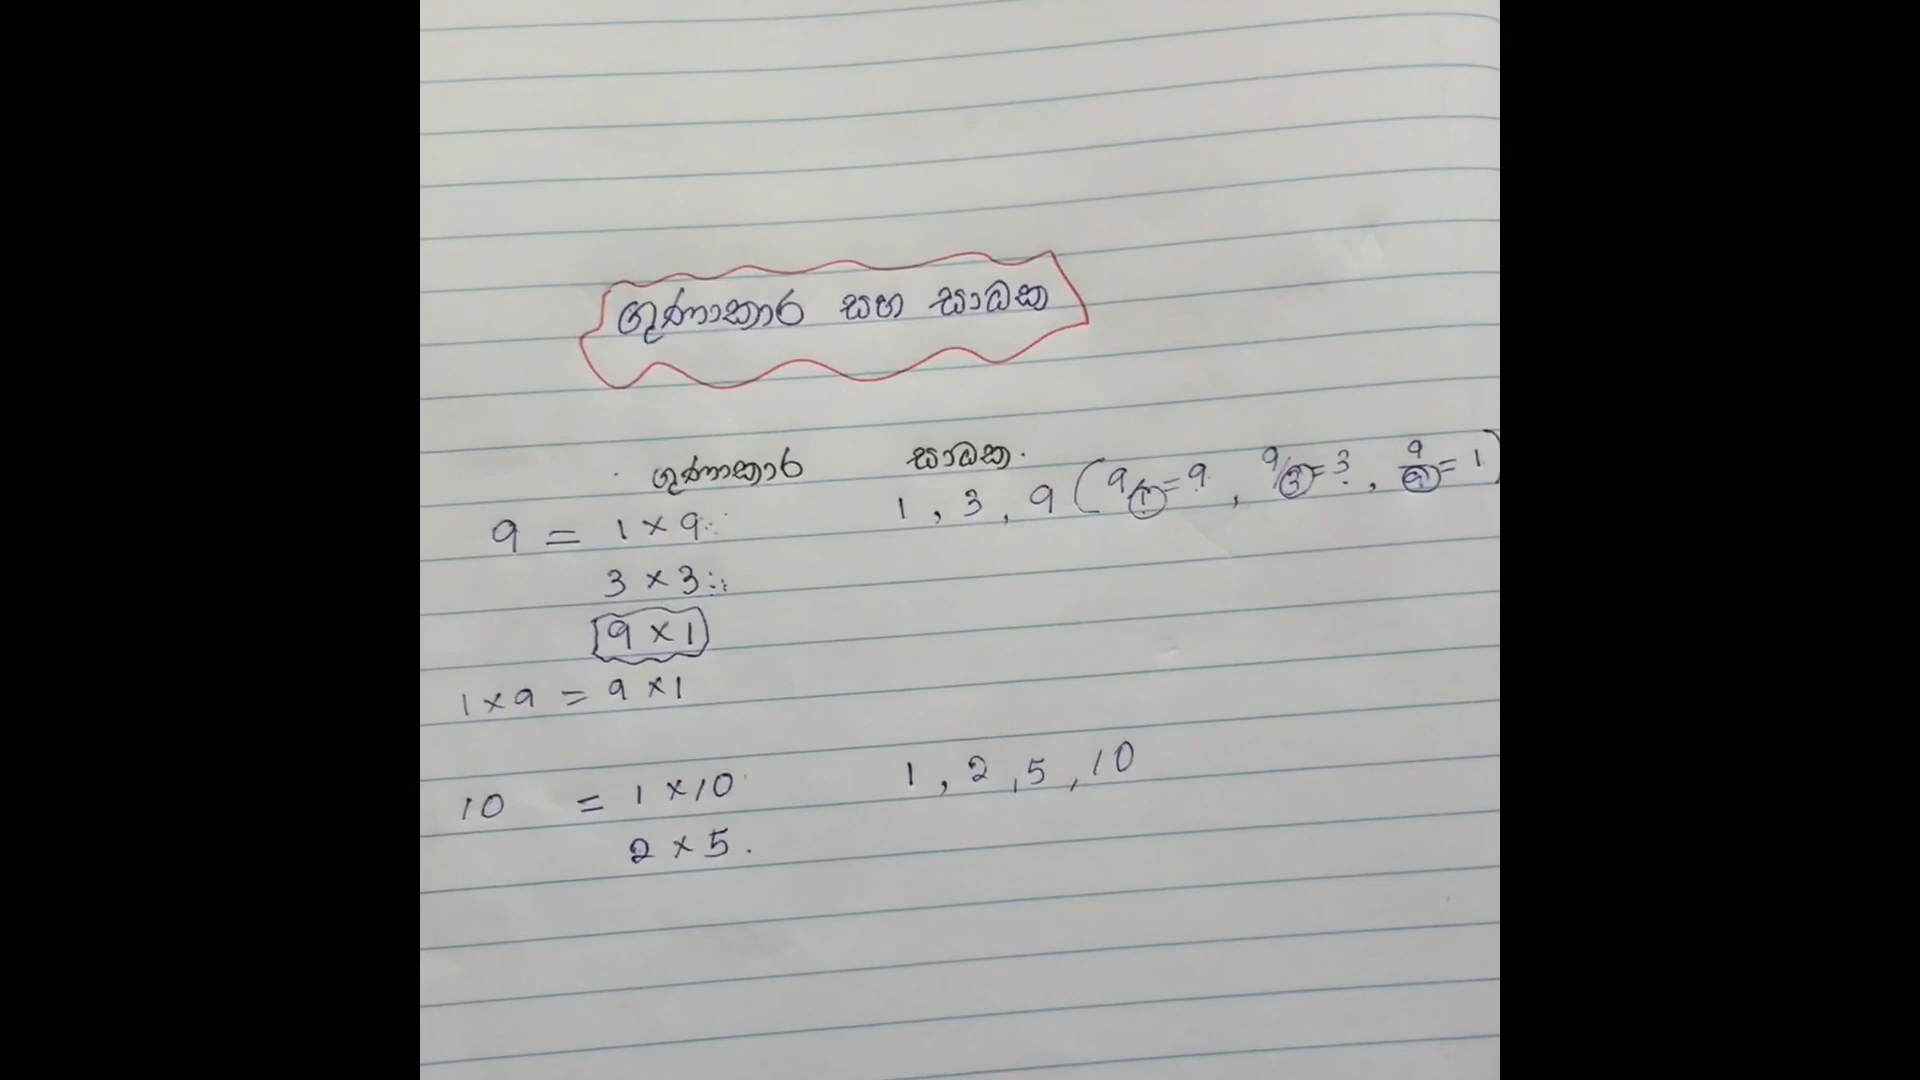 ගුණාකාර සහ සාධක
ගුණාකාර සාධක.
9 = 1 × 9 1 , 3 , 9 ( 9/1 = 9 , 9/3 = 3 , 9/9 = 1 )
3 × 3
9 × 1
1 × 9 = 9 × 1
10 = 1 × 10 1 , 2 , 5 , 10
2 × 5 .